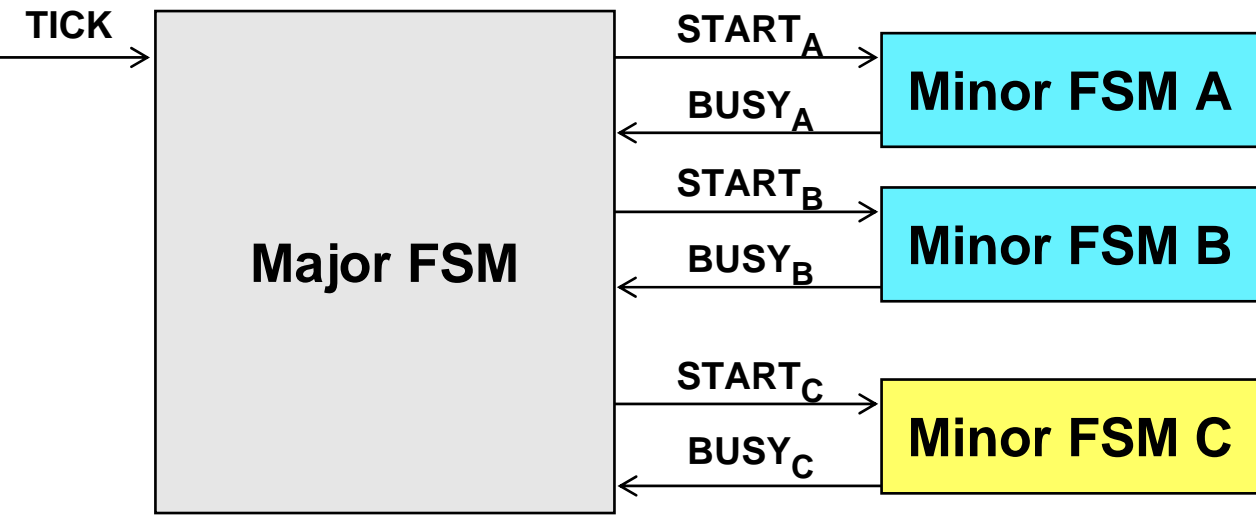 TICK
Major FSM
START_A
BUSY_A
Minor FSM A
START_B
BUSY_B
Minor FSM B
START_C
BUSY_C
Minor FSM C